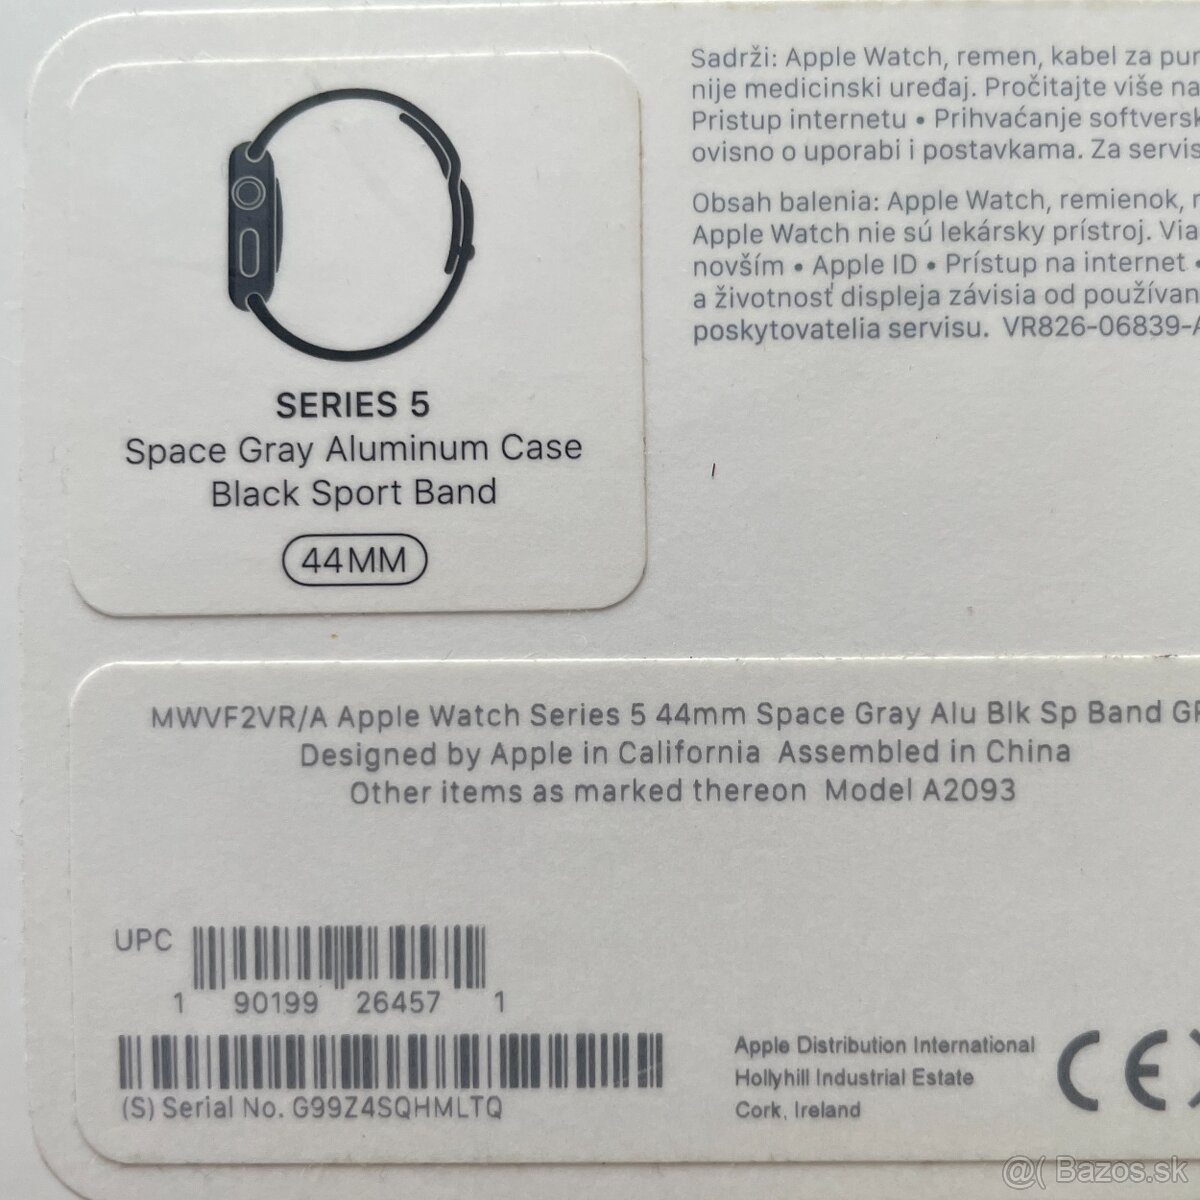 Sadrži: Apple Watch, remen, kabel za
nije medicinski uređaj. Pročitajte više na
Pristup internetu • Prihvaćanje
ovisno o uporabi i postavkama. Za servis
Obsah balenia: Apple Watch, remienok,
Apple Watch nie sú lekársky prístroj. Via
novším • Apple ID • Prístup na internet •
a životnosť displeja závisia od používan
poskytovatelia servisu. VR826-06839-A
SERIES 5
Space Gray Aluminum Case
Black Sport Band
44MM
MWVF2VR/A Apple Watch Series 5 44mm Space Gray Alu Blk Sp Band
Designed by Apple in California Assembled in China
Other items as marked thereon Model A2093
UPC
1 90199 26457 1
(S) Serial No. G99Z4SQHMLTQ
Apple Distribution International
Hollyhill Industrial Estate
Cork, Ireland
CE
@( Bazos.sk